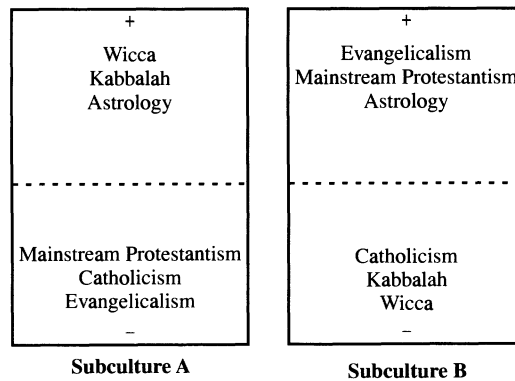 +
Wicca
Kabbalah
Astrology
Mainstream Protestantism
Catholicism
Evangelicalism
–
Subculture A
+
Evangelicalism
Mainstream Protestantism
Astrology
Catholicism
Kabbalah
Wicca
–
Subculture B